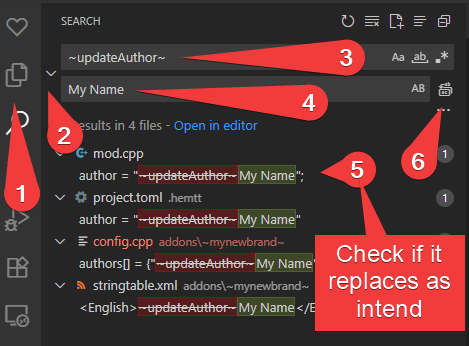 SEARCH
~updateAuthor~
Aa ab .*
3
My Name
AB
4
results in 4 files - Open in editor
1
2
6
mod.cpp
1
author = "~updateAuthor~My Name";
5
project.toml .hemtt
author = "~updateAuthor~My Name"
config.cpp addons\~mynewbrand~
authors[] = {"~updateAuthor~My Name"
stringtable.xml addons\~mynewbrand~
<English>~updateAuthor~My Name</E
Check if it
replaces as
intend